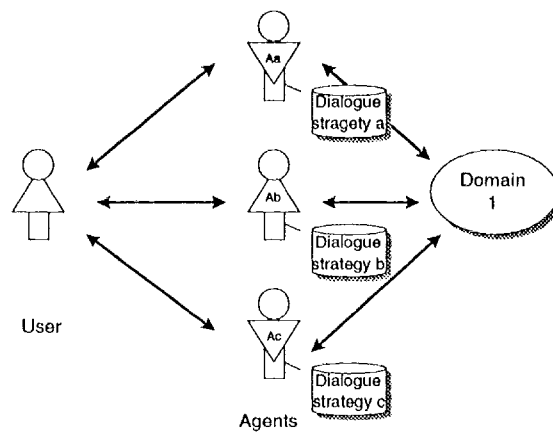 Aa
Dialogue
stragety a
Ab
Domain
1
Dialogue
strategy b
User
Ac
Dialogue
strategy c
Agents